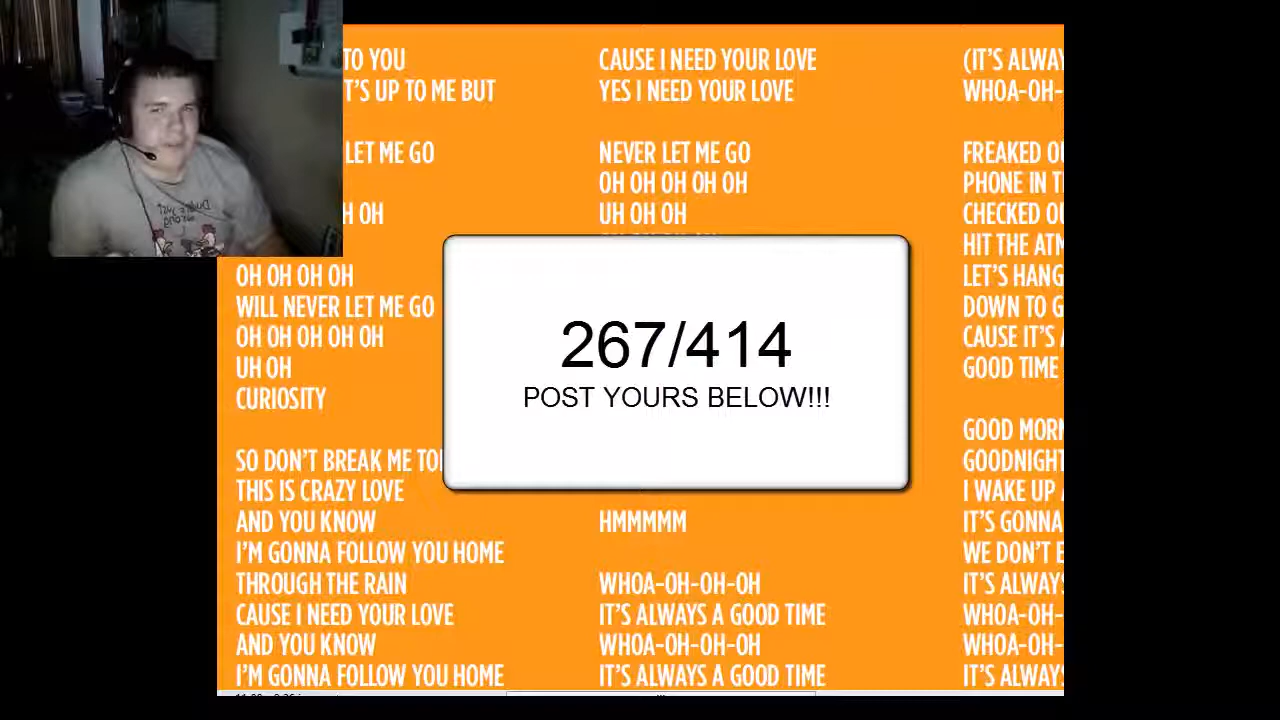 TO YOU
T'S UP TO ME BUT
LET ME GO
H OH
OH OH OH OH
WILL NEVER LET ME GO
OH OH OH OH OH
UH OH
CURIOSITY
SO DON'T BREAK ME TO
THIS IS CRAZY LOVE
AND YOU KNOW
I'M GONNA FOLLOW YOU HOME
THROUGH THE RAIN
CAUSE I NEED YOUR LOVE
AND YOU KNOW
I'M GONNA FOLLOW YOU HOME
CAUSE I NEED YOUR LOVE
YES I NEED YOUR LOVE
NEVER LET ME GO
OH OH OH OH OH
UH OH OH
267/414
POST YOURS BELOW!!!
HMMMMM
WHOA-OH-OH-OH
IT'S ALWAYS A GOOD TIME
WHOA-OH-OH-OH
IT'S ALWAYS A GOOD TIME
(IT'S ALWAY
WHOA-OH-
FREAKED OU
PHONE IN T
CHECKED OU
HIT THE ATM
LET'S HANG
DOWN TO G
CAUSE IT'S A
GOOD TIME
GOOD MORN
GOODNIGHT
I WAKE UP A
IT'S GONNA
WE DON'T E
IT'S ALWAYS
WHOA-OH-
WHOA-OH-
IT'S ALWAYS